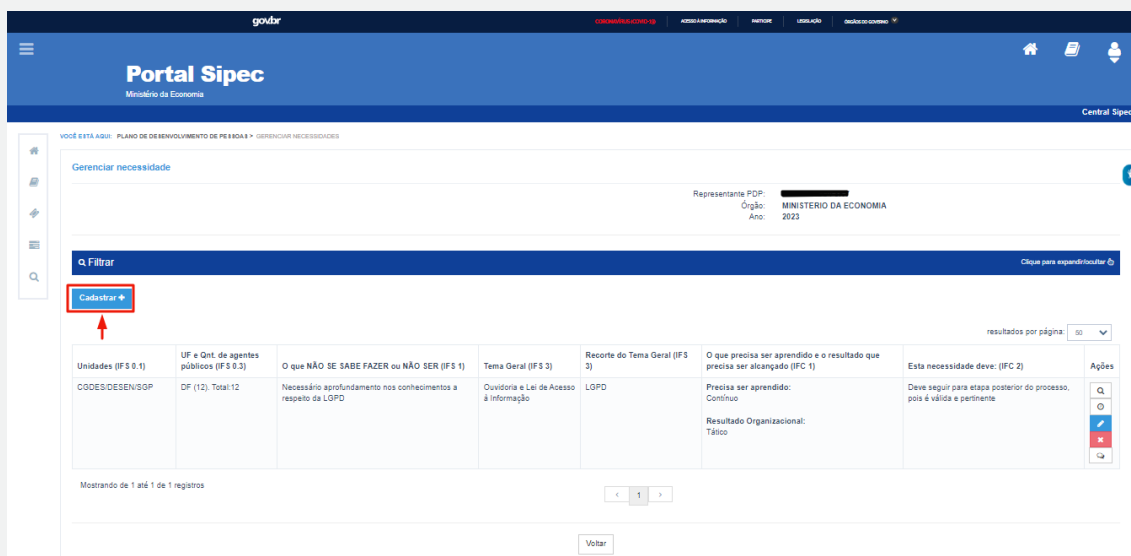 gov.br
CORONAVÍRUS (COVID-19)
ACESSO À INFORMAÇÃO
PARTICIPE
LEGISLAÇÃO
ÓRGÃOS DO GOVERNO
Portal Sipec
Ministério da Economia
Central Sipec
VOCÊ ESTÁ AQUI: PLANO DE DESENVOLVIMENTO DE PESSOAS > GERENCIAR NECESSIDADES
Gerenciar necessidade
Representante PDP:
Órgão: MINISTERIO DA ECONOMIA
Ano: 2023
Filtrar
Clique para expandir/ocultar
Cadastrar +
resultados por página: 50
Unidades (IFS 0.1)
UF e Qnt. de agentes
públicos (IFS 0.3)
O que NÃO SE SABE FAZER ou NÃO SER (IFS 1)
Tema Geral (IFS 3)
Recorte do Tema Geral (IFS
3)
O que precisa ser aprendido e o resultado que
precisa ser alcançado (IFC 1)
Esta necessidade deve: (IFC 2)
Ações
CGDES/DESEN/SGP
DF (12). Total:12
Necessário aprofundamento nos conhecimentos a
respeito da LGPD
Ouvidoria e Lei de Acesso
à Informação
LGPD
Precisa ser aprendido:
Contínuo
Resultado Organizacional:
Tático
Deve seguir para etapa posterior do processo,
pois é válida e pertinente
Mostrando de 1 até 1 de 1 registros
‹ 1 ›
Voltar